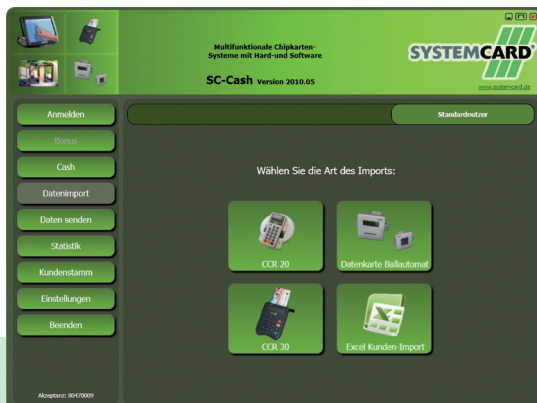 Multifunktionale Chipkarten-
Systeme mit Hard-und Software
SC-Cash Version 2010.05
SYSTEMCARD
www.systemcard.de
Anmelden
Bonus
Cash
Datenimport
Daten senden
Statistik
Kundenstamm
Einstellungen
Beenden
Akzeptanz: 80470009
Standardnutzer
Wählen Sie die Art des Imports:
CCR 20
Datenkarte Ballautomat
CCR 30
Excel Kunden-Import